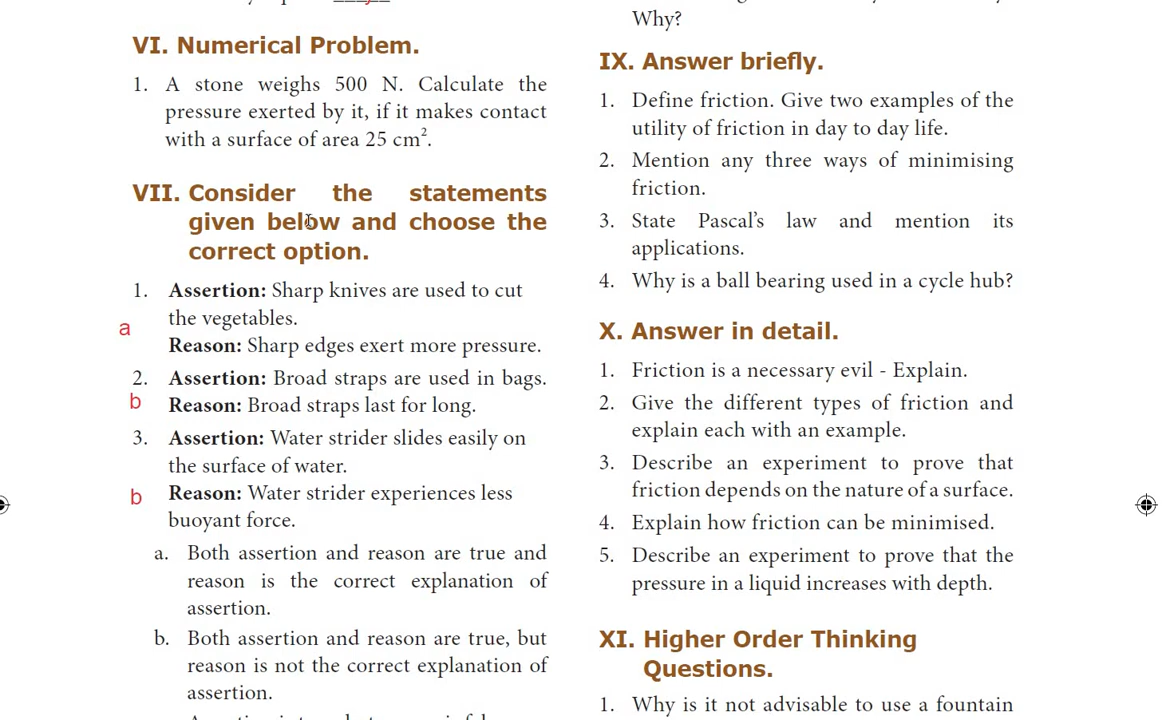 VI. Numerical Problem.
1. A stone weighs 500 N. Calculate the
pressure exerted by it, if it makes contact
with a surface of area 25 cm².
VII. Consider the statements
given below and choose the
correct option.
1. Assertion: Sharp knives are used to cut
the vegetables.
a
Reason: Sharp edges exert more pressure.
2. Assertion: Broad straps are used in bags.
b Reason: Broad straps last for long.
3. Assertion: Water strider slides easily on
the surface of water.
b Reason: Water strider experiences less
buoyant force.
a. Both assertion and reason are true and
reason is the correct explanation of
assertion.
b. Both assertion and reason are true, but
reason is not the correct explanation of
assertion.
Why?
IX. Answer briefly.
1. Define friction. Give two examples of the
utility of friction in day to day life.
2. Mention any three ways of minimising
friction.
3. State Pascal’s law and mention its
applications.
4. Why is a ball bearing used in a cycle hub?
X. Answer in detail.
1. Friction is a necessary evil - Explain.
2. Give the different types of friction and
explain each with an example.
3. Describe an experiment to prove that
friction depends on the nature of a surface.
4. Explain how friction can be minimised.
5. Describe an experiment to prove that the
pressure in a liquid increases with depth.
XI. Higher Order Thinking
Questions.
1. Why is it not advisable to use a fountain